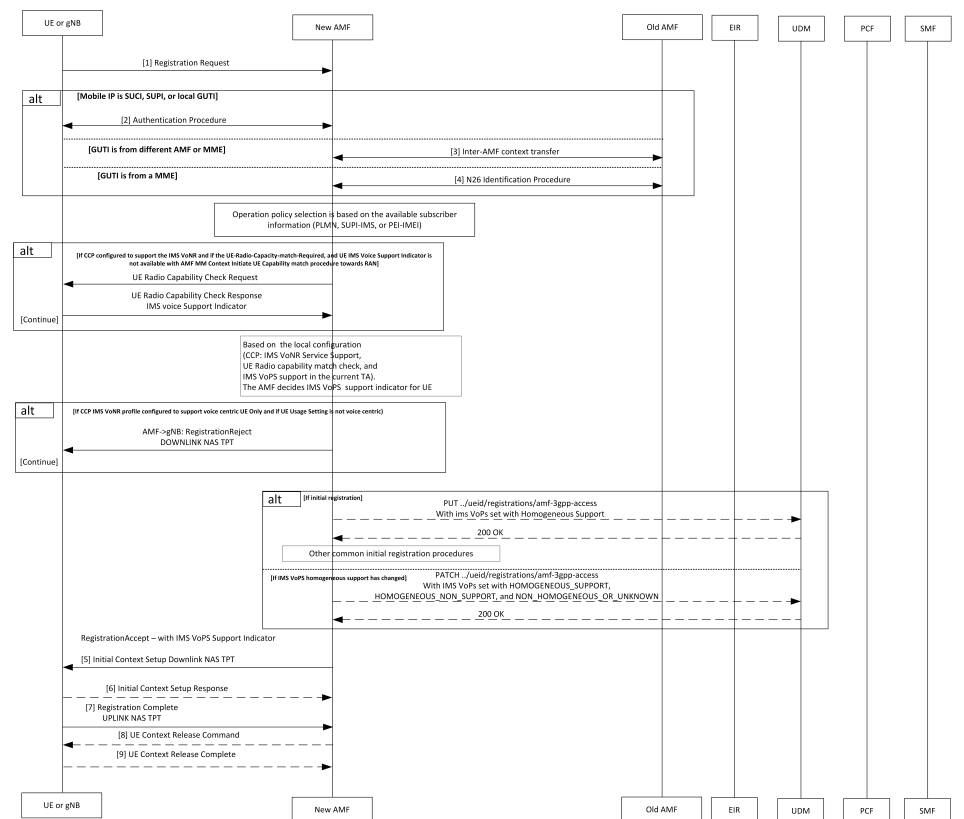 UE or gNB
New AMF
Old AMF
EIR
UDM
PCF
SMF
[1] Registration Request
alt
[Mobile IP is SUCI, SUPI, or local GUTI]
[2] Authentication Procedure
[GUTI is from different AMF or MME]
[3] Inter-AMF context transfer
[GUTI is from a MME]
[4] N26 Identification Procedure
Operation policy selection is based on the available subscriber
information (PLMN, SUPI-IMS, or PEI-IMEI)
alt
[If CCP configured to support the IMS VoNR and if the UE-Radio-Capacity-match-Required, and UE IMS Voice Support Indicator is
not available with AMF MM Context Initiate UE Capability match procedure towards RAN]
UE Radio Capability Check Request
UE Radio Capability Check Response
IMS voice Support Indicator
[Continue]
Based on the local configuration
(CCP: IMS VoNR Service Support,
UE Radio capability match check, and
IMS VoPS support in the current TA).
The AMF decides IMS VoPS support indicator for UE
alt
[If CCP IMS VoNR profile configured to support voice centric UE Only and if UE Usage Setting is not voice centric)
AMF->gNB: RegistrationReject
DOWNLINK NAS TPT
[Continue]
alt
[If initial registration]
PUT ../ueid/registrations/amf-3gpp-access
With ims VoPs set with Homogeneous Support
200 OK
Other common initial registration procedures
[If IMS VoPS homogeneous support has changed]
PATCH ../ueid/registrations/amf-3gpp-access
With IMS VoPs set with HOMOGENEOUS_SUPPORT,
HOMOGENEOUS_NON_SUPPORT, and NON_HOMOGENEOUS_OR_UNKNOWN
200 OK
RegistrationAccept – with IMS VoPS Support Indicator
[5] Initial Context Setup Downlink NAS TPT
[6] Initial Context Setup Response
[7] Registration Complete
UPLINK NAS TPT
[8] UE Context Release Command
[9] UE Context Release Complete
UE or gNB
New AMF
Old AMF
EIR
UDM
PCF
SMF